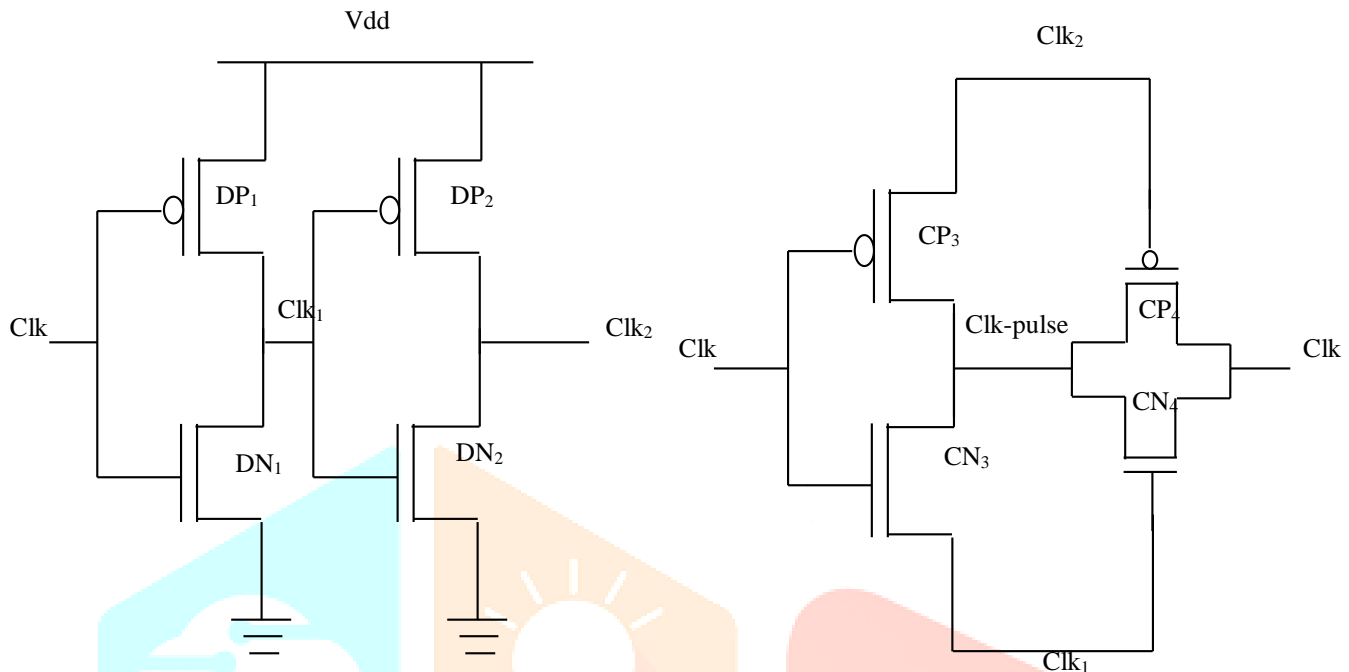 Vdd
DP₁
DP₂
Clk
Clk₁
Clk₂
DN₁
DN₂
Clk₂
CP₃
CP₄
Clk-pulse
Clk
Clk
CN₄
CN₃
Clk₁